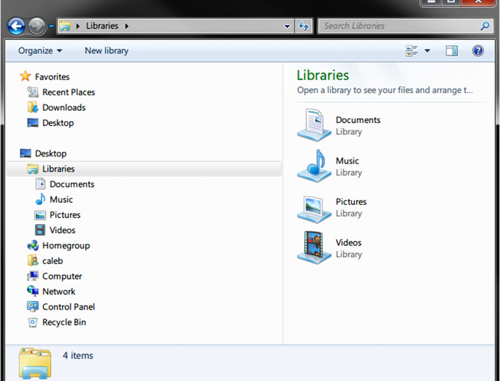 Libraries
Search Libraries
Organize
New library
Favorites
Recent Places
Downloads
Desktop
Desktop
Libraries
Documents
Music
Pictures
Videos
Homegroup
caleb
Computer
Network
Control Panel
Recycle Bin
Libraries
Open a library to see your files and arrange t...
Documents
Library
Music
Library
Pictures
Library
Videos
Library
4 items